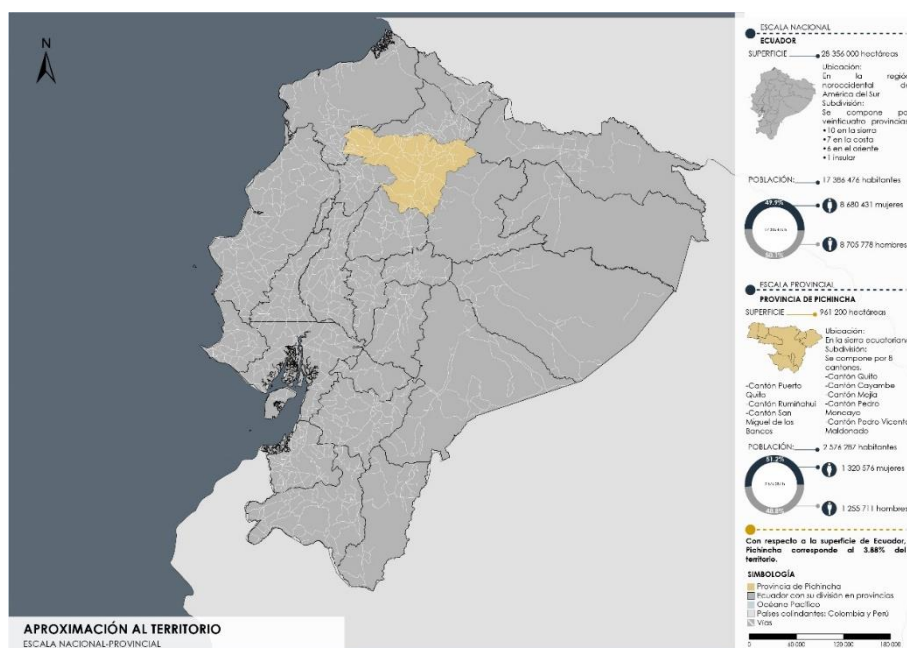 N
APROXIMACIÓN AL TERRITORIO
ESCALA NACIONAL-PROVINCIAL
ESCALA NACIONAL
ECUADOR
SUPERFICIE 28 356 000 hectáreas
Ubicación:
En la región
noroccidental de
América del Sur
Subdivisión:
Se compone por
veinticuatro provincias
•10 en la sierra
•7 en la costa
•6 en el oriente
•1 insular
POBLACIÓN: 17 386 476 habitantes
49.9%
8 680 431 mujeres
50.1%
8 705 778 hombres
ESCALA PROVINCIAL
PROVINCIA DE PICHINCHA
SUPERFICIE 961 200 hectáreas
Ubicación:
En la sierra ecuatoriana
Subdivisión:
Se compone por 8
cantones.
-Cantón Quito
-Cantón Cayambe
-Cantón Mejía
-Cantón Pedro
Moncayo
-Cantón Pedro Vicente
Maldonado
-Cantón Puerto
Quito
-Cantón Rumiñahui
-Cantón San
Miguel de los
Bancos
POBLACIÓN: 2 576 287 habitantes
51.2%
1 320 576 mujeres
48.8%
1 255 711 hombres
Con respecto a la superficie de Ecuador,
Pichincha corresponde al 3.88% del
territorio.
SIMBOLOGÍA
Provincia de Pichincha
Ecuador con su división en provincias
Océano Pacífico
Países colindantes: Colombia y Perú
Vías
0 60 000 120 000 180 000